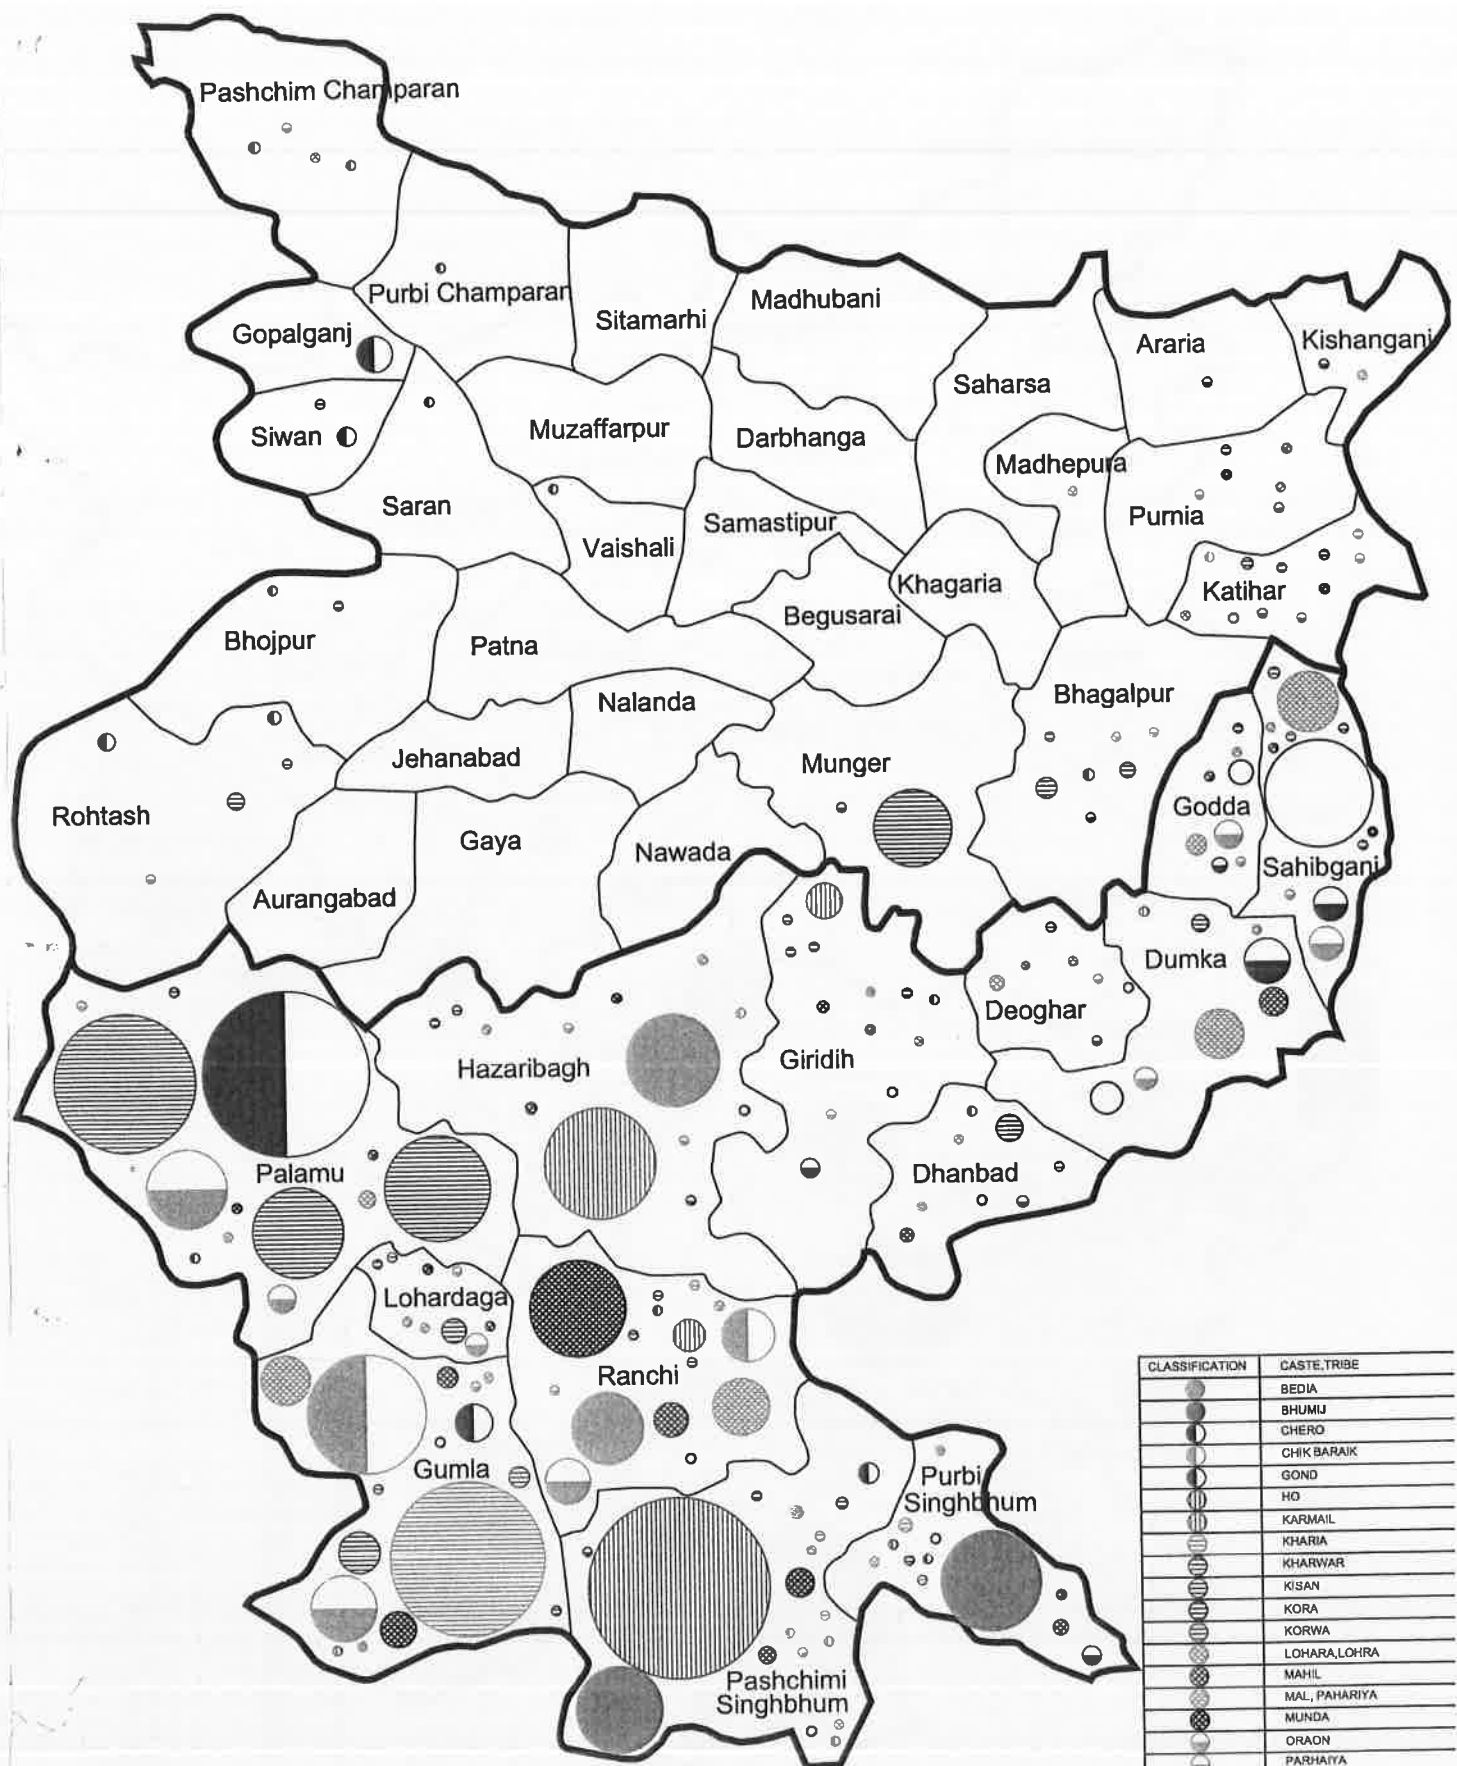 Pashchim Champaran
Purbi Champaran
Sitamarhi
Madhubani
Gopalganj
Araria
Kishanganj
Saharsa
Siwan
Muzaffarpur
Darbhanga
Madhepura
Saran
Samastipur
Purnia
Vaishali
Khagaria
Katihar
Begusarai
Bhojpur
Patna
Bhagalpur
Nalanda
Jehanabad
Munger
Rohtash
Godda
Gaya
Nawada
Sahibganj
Aurangabad
Dumka
Deoghar
Hazaribagh
Giridih
Palamu
Dhanbad
Lohardaga
Ranchi
Gumla
Purbi
Singhbhum
Pashchimi
Singhbhum
CLASSIFICATION CASTE,TRIBE
BEDIA
BHUMIJ
CHERO
CHIK BARAIK
GOND
HO
KARMAIL
KHARIA
KHARWAR
KISAN
KORA
KORWA
LOHARA,LOHRA
MAHIL
MAL, PAHARIYA
MUNDA
ORAON
PARHAIYA